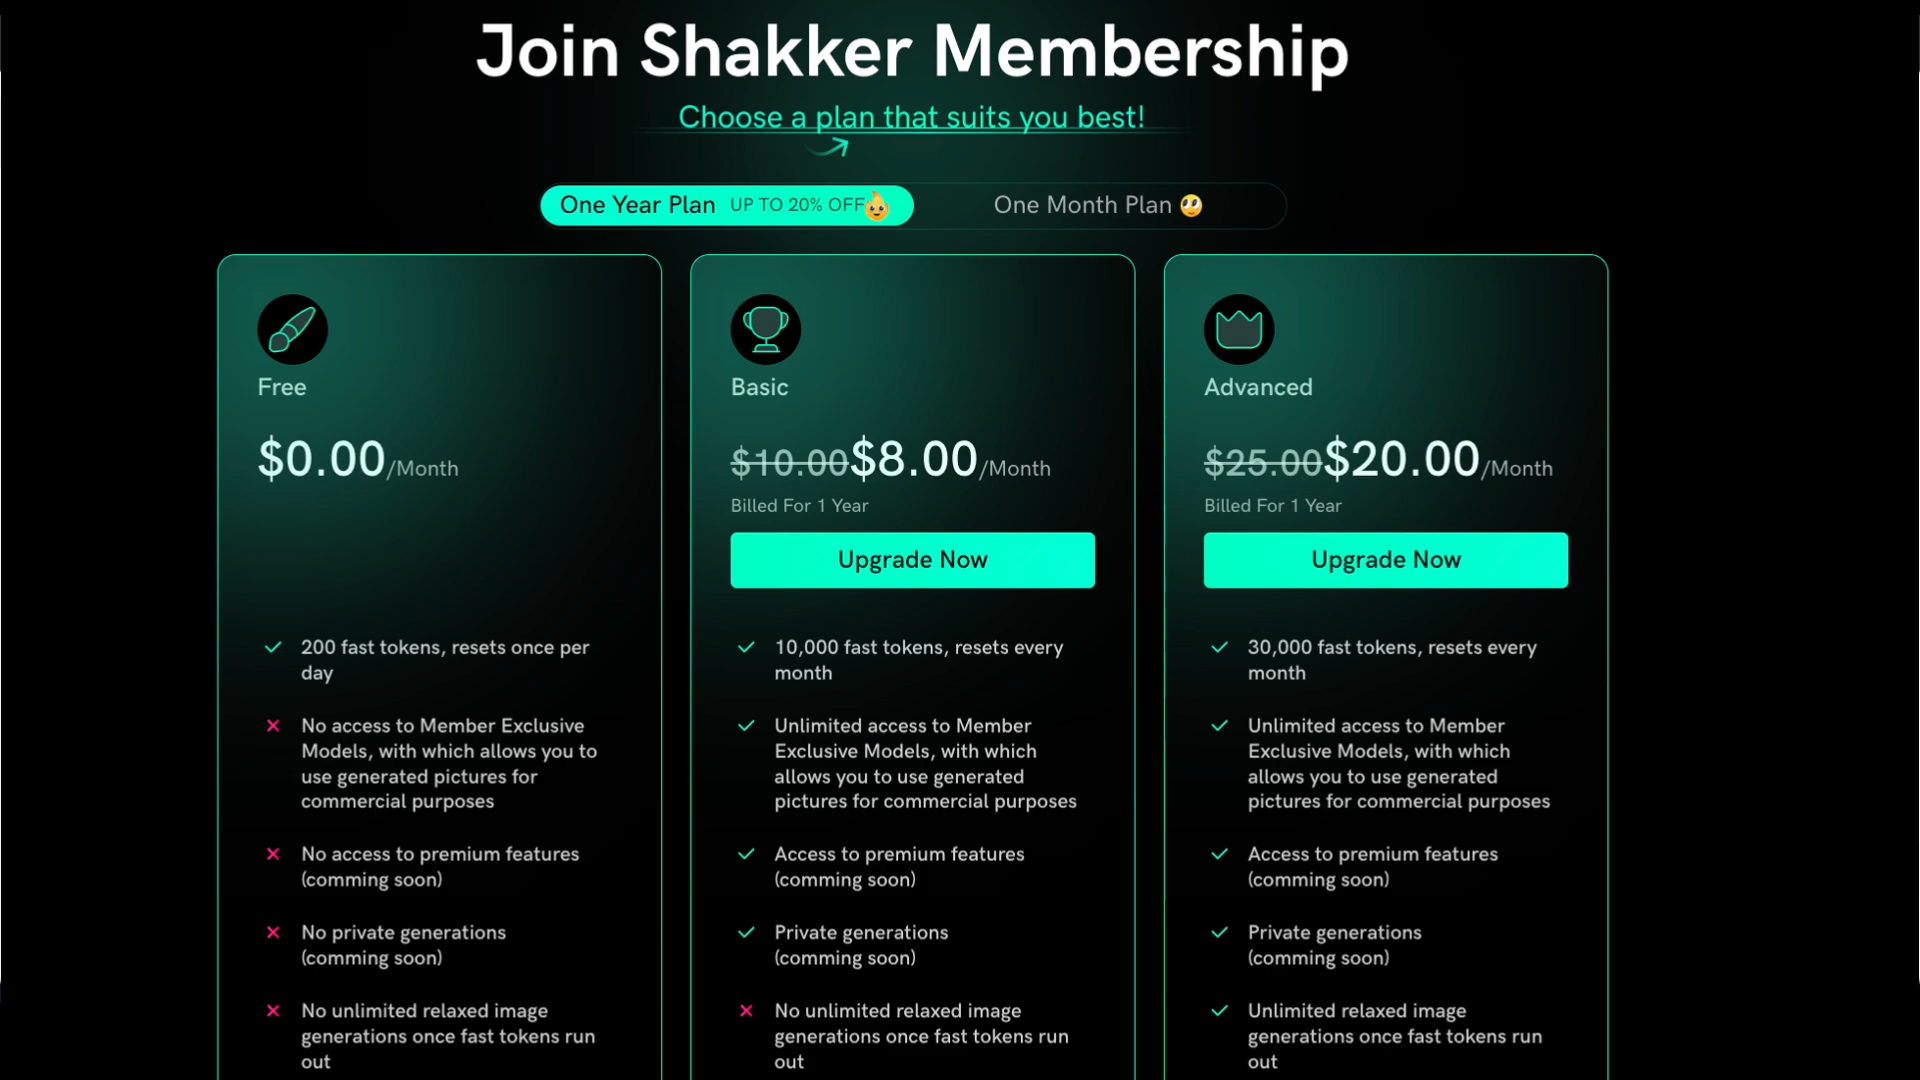 Join Shakker Membership
Choose a plan that suits you best!
One Year Plan UP TO 20% OFF
One Month Plan
Free
$0.00/Month
200 fast tokens, resets once per
day
No access to Member Exclusive
Models, with which allows you to
use generated pictures for
commercial purposes
No access to premium features
(comming soon)
No private generations
(comming soon)
No unlimited relaxed image
generations once fast tokens run
out
Basic
$10.00$8.00/Month
Billed For 1 Year
Upgrade Now
10,000 fast tokens, resets every
month
Unlimited access to Member
Exclusive Models, with which
allows you to use generated
pictures for commercial purposes
Access to premium features
(comming soon)
Private generations
(comming soon)
No unlimited relaxed image
generations once fast tokens run
out
Advanced
$25.00$20.00/Month
Billed For 1 Year
Upgrade Now
30,000 fast tokens, resets every
month
Unlimited access to Member
Exclusive Models, with which
allows you to use generated
pictures for commercial purposes
Access to premium features
(comming soon)
Private generations
(comming soon)
Unlimited relaxed image
generations once fast tokens run
out